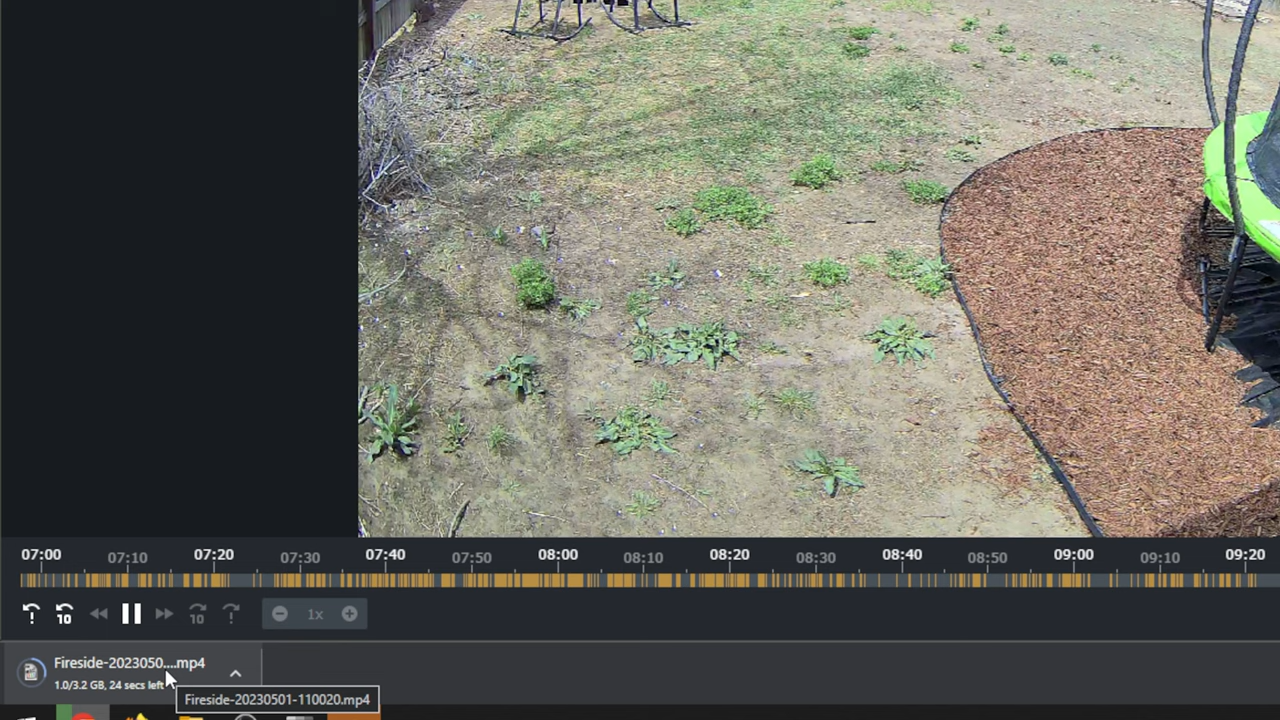 07:00 07:10 07:20 07:30 07:40 07:50 08:00 08:10 08:20 08:30 08:40 08:50 09:00 09:10 09:20
10 10 1x
Fireside-2023050....mp4
1.0/3.2 GB, 24 secs left
Fireside-20230501-110020.mp4